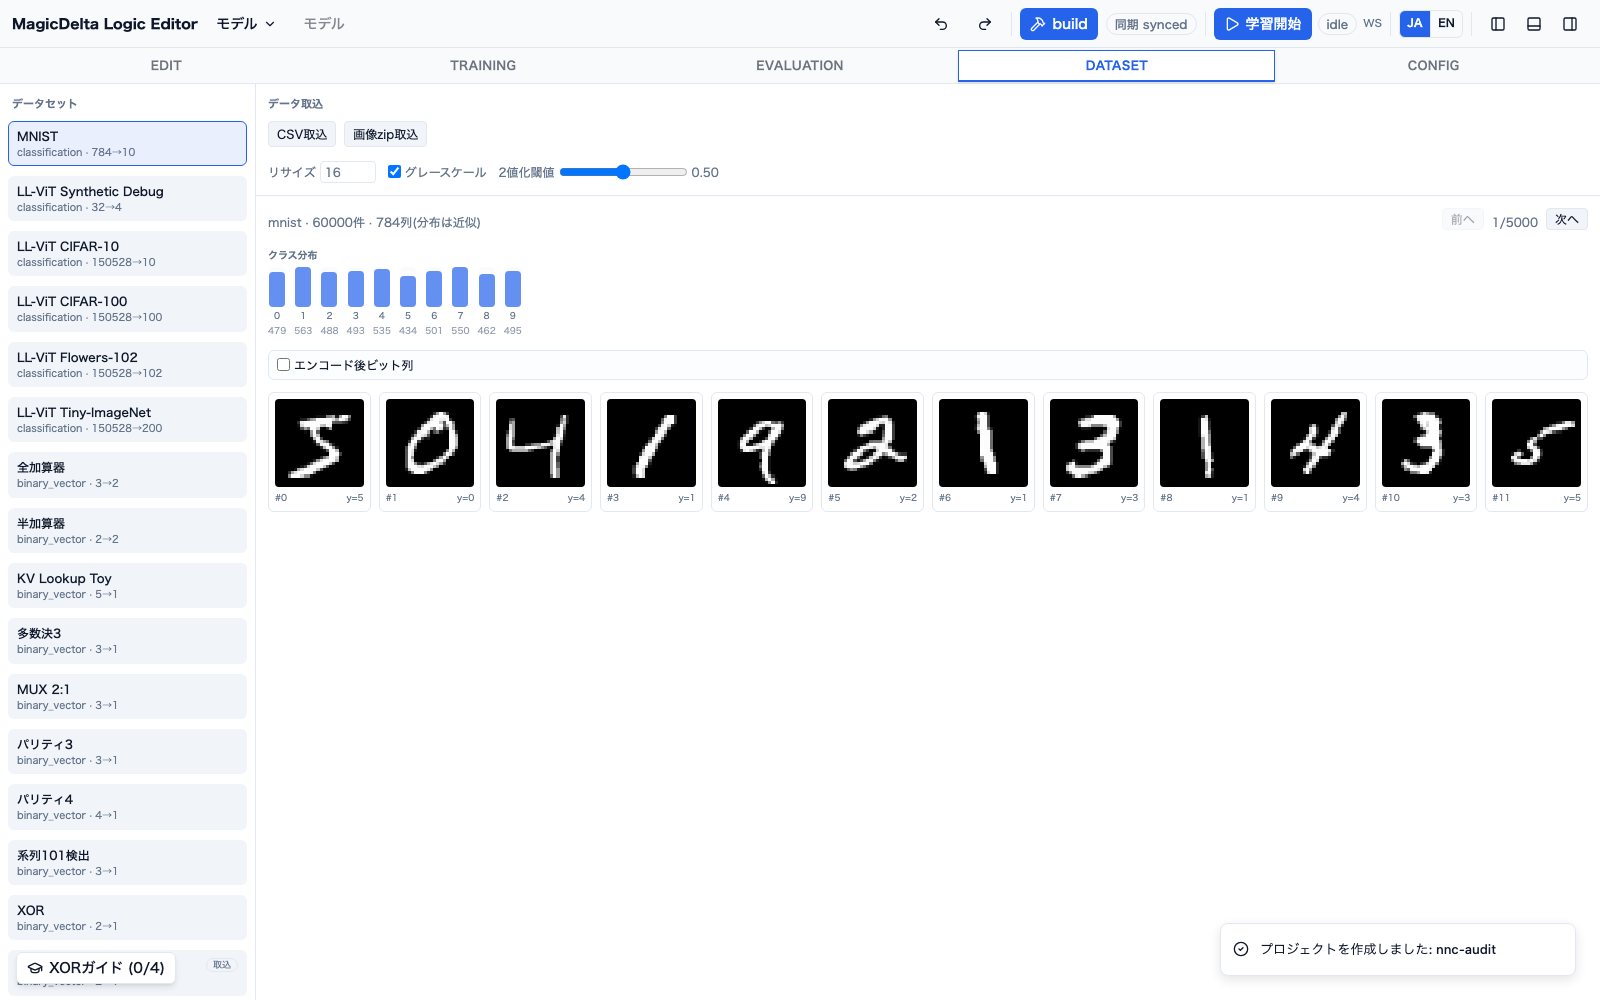 MagicDelta Logic Editor モデル モデル build 同期 synced 学習開始 idle WS JA EN
EDIT TRAINING EVALUATION DATASET CONFIG
データセット
MNIST
classification · 784→10
LL-ViT Synthetic Debug
classification · 32→4
LL-ViT CIFAR-10
classification · 150528→10
LL-ViT CIFAR-100
classification · 150528→100
LL-ViT Flowers-102
classification · 150528→102
LL-ViT Tiny-ImageNet
classification · 150528→200
全加算器
binary_vector · 3→2
半加算器
binary_vector · 2→2
KV Lookup Toy
binary_vector · 5→1
多数決3
binary_vector · 3→1
MUX 2:1
binary_vector · 3→1
パリティ3
binary_vector · 3→1
パリティ4
binary_vector · 4→1
系列101検出
binary_vector · 3→1
XOR
binary_vector · 2→1
取込
XORガイド (0/4)
データ取込
CSV取込 画像zip取込
リサイズ 16 グレースケール 2値化閾値 0.50
mnist · 60000件 · 784列(分布は近似) 前へ 1/5000 次へ
クラス分布
0 1 2 3 4 5 6 7 8 9
479 563 488 493 535 434 501 550 462 495
エンコード後ビット列
5 0 4 1 9 2 1 3 1 4 3 5
#0 y=5 #1 y=0 #2 y=4 #3 y=1 #4 y=9 #5 y=2 #6 y=1 #7 y=3 #8 y=1 #9 y=4 #10 y=3 #11 y=5
プロジェクトを作成しました: nnc-audit